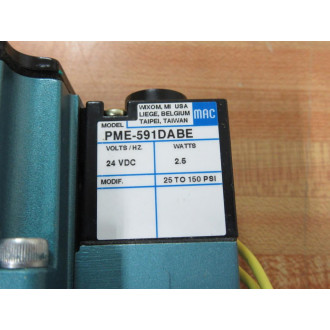 WIXOM, MI USA
LIEGE, BELGIUM
TAIPEI, TAIWAN
MAC
MODEL
PME-591DABE
VOLTS/HZ.
WATTS
24 VDC
2.5
MODIF.
25 TO 150 PSI